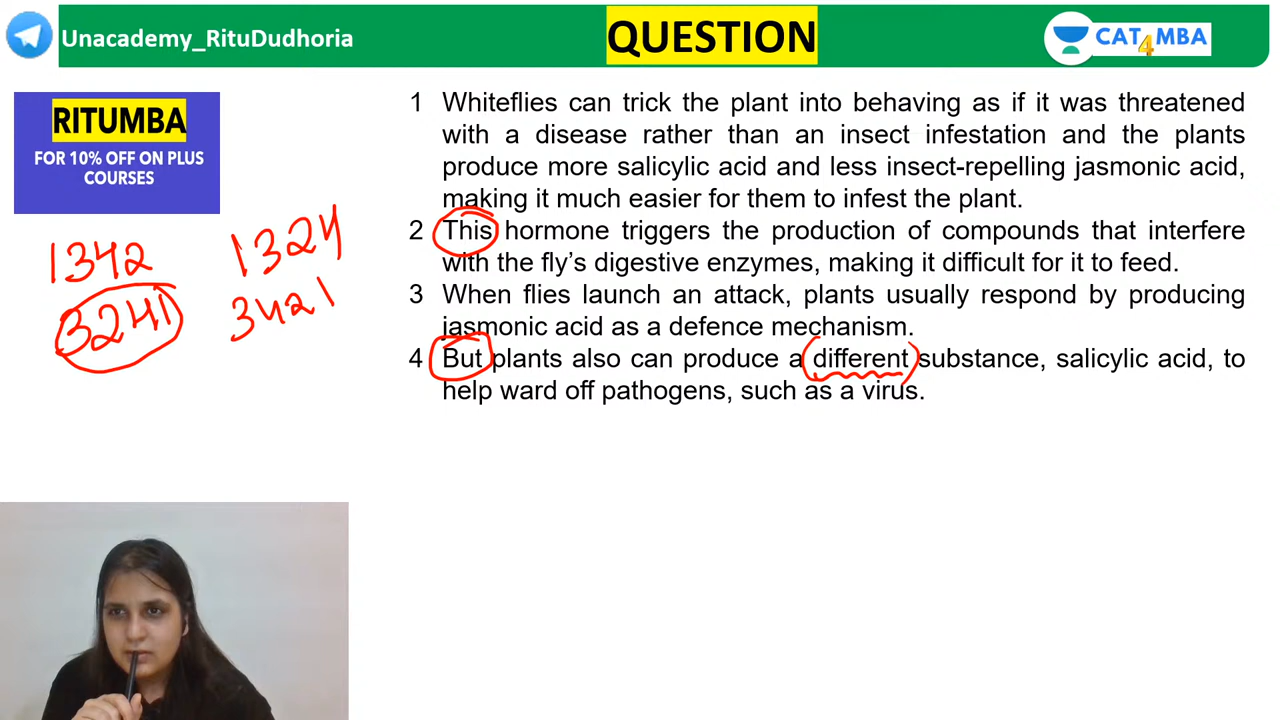 Unacademy_RituDudhoria
QUESTION
CAT4MBA
RITUMBA
FOR 10% OFF ON PLUS
COURSES
1342
1324
3241
3421
1 Whiteflies can trick the plant into behaving as if it was threatened
with a disease rather than an insect infestation and the plants
produce more salicylic acid and less insect-repelling jasmonic acid,
making it much easier for them to infest the plant.
2 This hormone triggers the production of compounds that interfere
with the fly's digestive enzymes, making it difficult for it to feed.
3 When flies launch an attack, plants usually respond by producing
jasmonic acid as a defence mechanism.
4 But plants also can produce a different substance, salicylic acid, to
help ward off pathogens, such as a virus.